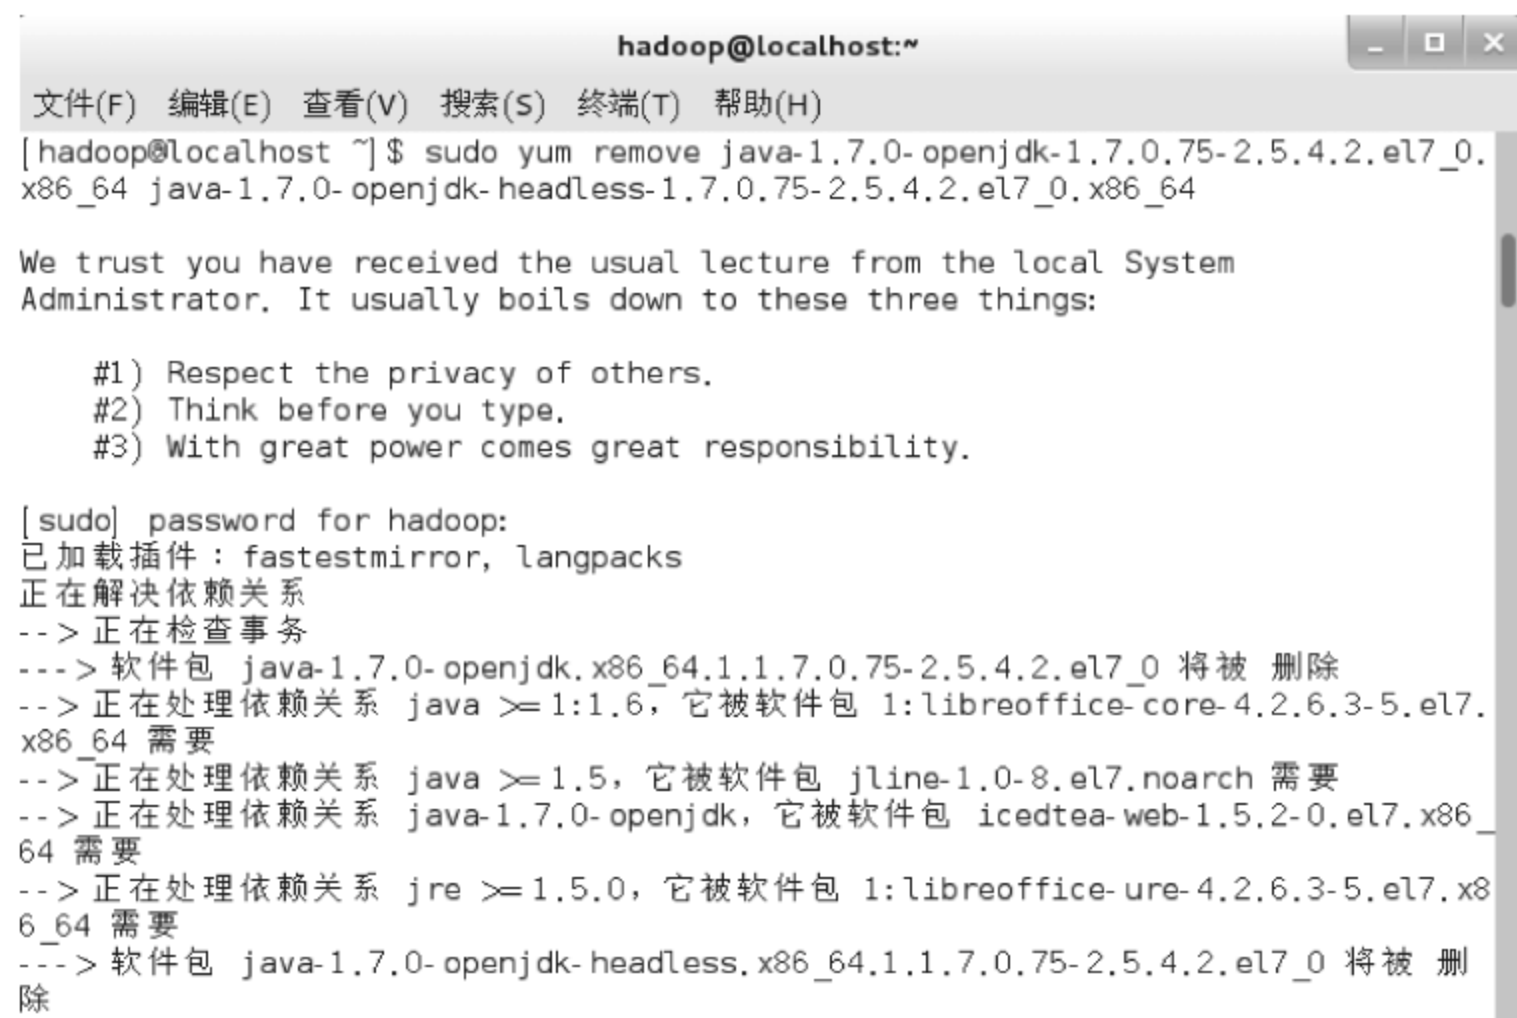 hadoop@localhost:~
文件(F) 编辑(E) 查看(V) 搜索(S) 终端(T) 帮助(H)
[hadoop@localhost ~]$ sudo yum remove java-1.7.0-openjdk-1.7.0.75-2.5.4.2.el7_0.
x86_64 java-1.7.0-openjdk-headless-1.7.0.75-2.5.4.2.el7_0.x86_64
We trust you have received the usual lecture from the local System
Administrator. It usually boils down to these three things:
#1) Respect the privacy of others.
#2) Think before you type.
#3) With great power comes great responsibility.
[sudo] password for hadoop:
已加载插件：fastestmirror, langpacks
正在解决依赖关系
--> 正在检查事务
---> 软件包 java-1.7.0-openjdk.x86_64.1.1.7.0.75-2.5.4.2.el7_0 将被 删除
--> 正在处理依赖关系 java >= 1:1.6，它被软件包 1:libreoffice-core-4.2.6.3-5.el7.
x86_64 需要
--> 正在处理依赖关系 java >= 1.5，它被软件包 jline-1.0-8.el7.noarch 需要
--> 正在处理依赖关系 java-1.7.0-openjdk，它被软件包 icedtea-web-1.5.2-0.el7.x86_
64 需要
--> 正在处理依赖关系 jre >= 1.5.0，它被软件包 1:libreoffice-ure-4.2.6.3-5.el7.x8
6_64 需要
---> 软件包 java-1.7.0-openjdk-headless.x86_64.1.1.7.0.75-2.5.4.2.el7_0 将被 删
除